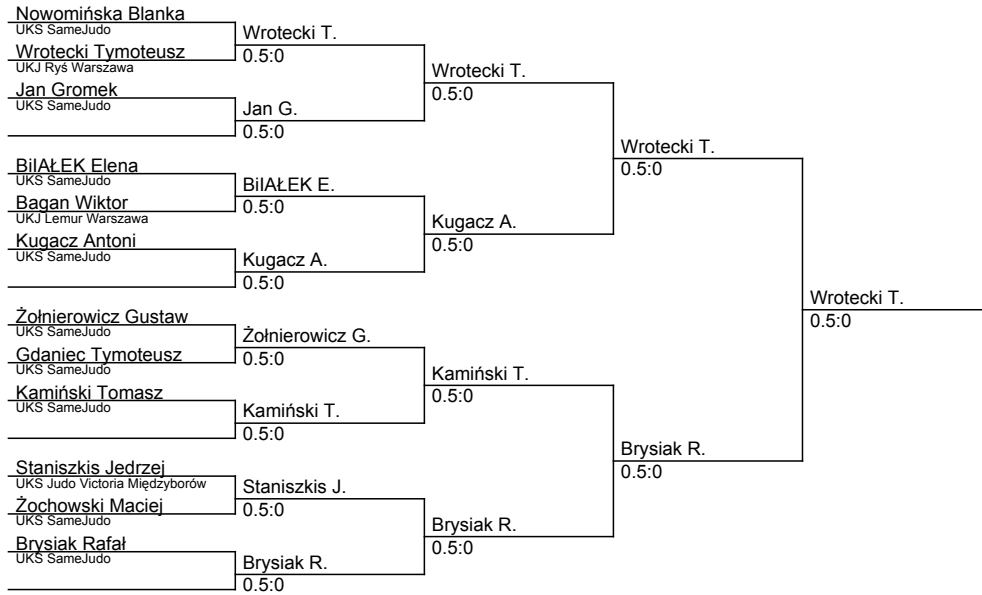 Nowomińska Blanka
UKS SameJudo
Wrotecki Tymoteusz
UKJ Ryś Warszawa
Jan Gromek
UKS SameJudo
BiIAŁEK Elena
UKS SameJudo
Bagan Wiktor
UKJ Lemur Warszawa
Kugacz Antoni
UKS SameJudo
Żołnierowicz Gustaw
UKS SameJudo
Gdaniec Tymoteusz
UKS SameJudo
Kamiński Tomasz
UKS SameJudo
Staniszkis Jedrzej
UKS Judo Victoria Międzyborów
Żochowski Maciej
UKS SameJudo
Brysiak Rafał
UKS SameJudo
Wrotecki T.
0.5:0
Jan G.
0.5:0
BiIAŁEK E.
0.5:0
Kugacz A.
0.5:0
Żołnierowicz G.
0.5:0
Kamiński T.
0.5:0
Staniszkis J.
0.5:0
Brysiak R.
0.5:0
Wrotecki T.
0.5:0
Kugacz A.
0.5:0
Kamiński T.
0.5:0
Brysiak R.
0.5:0
Wrotecki T.
0.5:0
Brysiak R.
0.5:0
Wrotecki T.
0.5:0